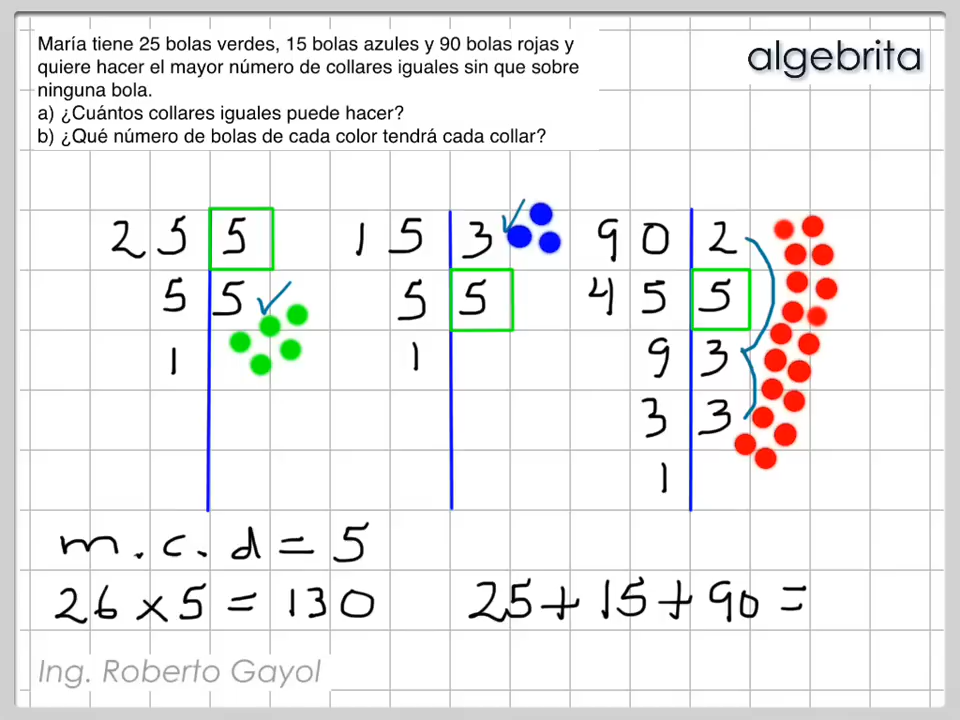 María tiene 25 bolas verdes, 15 bolas azules y 90 bolas rojas y
quiere hacer el mayor número de collares iguales sin que sobre
ninguna bola.
a) ¿Cuántos collares iguales puede hacer?
b) ¿Qué número de bolas de cada color tendrá cada collar?
algebrita
25 5 15 3 90 2
5 5 5 5 45 5
1 1 9 3
3 3
1
m.c.d = 5
26 x 5 = 130 25 + 15 + 90 =
Ing. Roberto Gayol